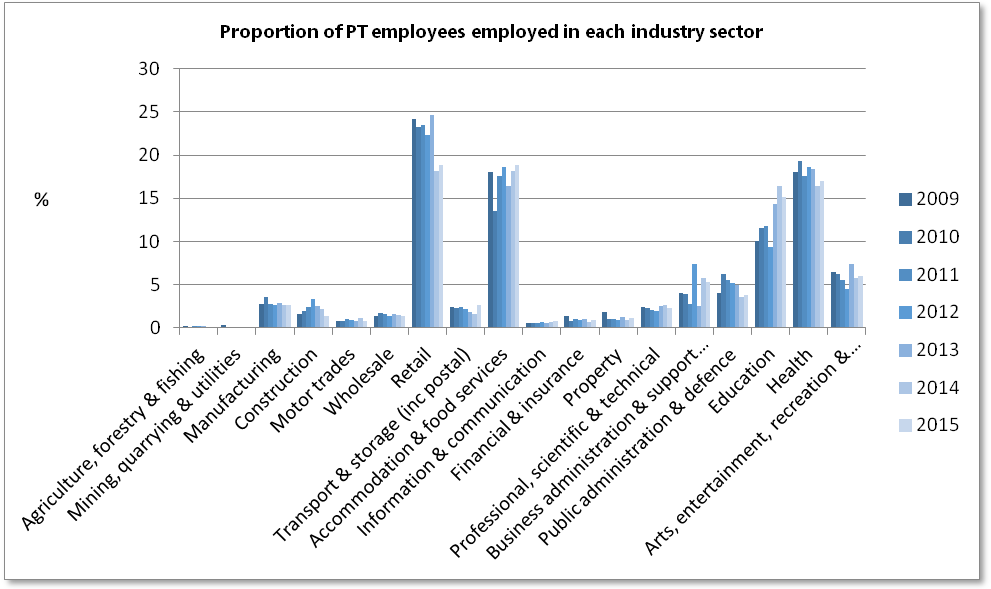 Proportion of PT employees employed in each industry sector
30
25
20
15
10
5
0
%
Agriculture, forestry & fishing
Mining, quarrying & utilities
Manufacturing
Construction
Motor trades
Wholesale
Retail
Transport & storage (inc postal)
Accommodation & food services
Information & communication
Financial & insurance
Property
Professional, scientific & technical
Business administration & support...
Public administration & defence
Education
Health
Arts, entertainment, recreation &...
2009
2010
2011
2012
2013
2014
2015